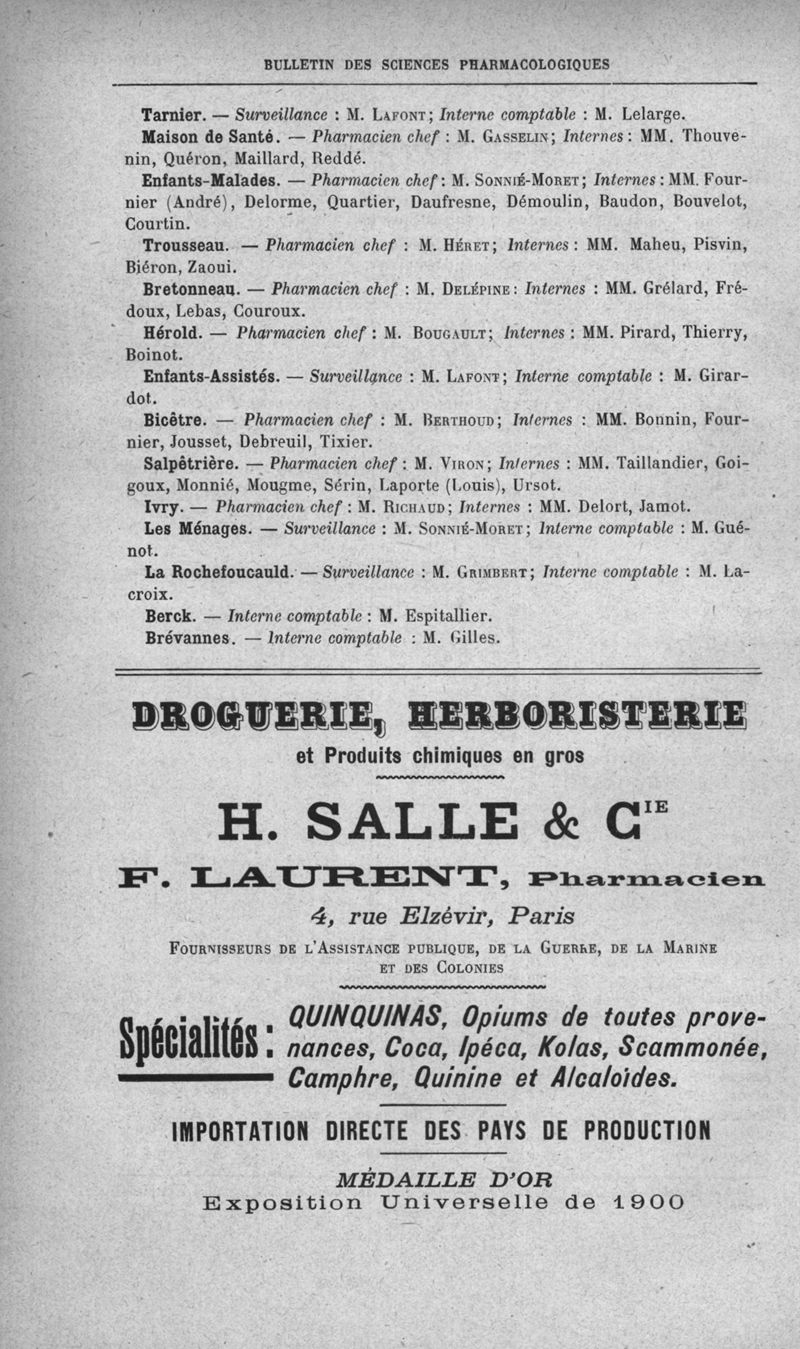 BULLETIN DES SCIENCES PHARMACOLOGIQUES
Tarnier. — Surveillance : M. LAFONT; Interne comptable : M. Lelarge.
Maison de Santé. — Pharmacien chef : M. GASSELIN; Internes : MM. Thouve-
nin, Quéron, Maillard, Reddé.
Enfants-Malades. — Pharmacien chef : M. SONNIÉ-MORET; Internes : MM. Four-
nier (André), Delorme, Quartier, Daufresne, Démoulin, Baudon, Bouvelot,
Courtin.
Trousseau. — Pharmacien chef : M. HÉRET; Internes : MM. Maheu, Pisvin,
Biéron, Zaoui.
Bretonneau. — Pharmacien chef : M. DELÉPINE : Internes : MM. Grélard, Fré-
doux, Lebas, Couroux.
Hérold. — Pharmacien chef : M. BOUGAULT; Internes : MM. Pirard, Thierry,
Boinot.
Enfants-Assistés. — Surveillance : M. LAFONT; Interne comptable : M. Girar-
dot.
Bicêtre. — Pharmacien chef : M. BERTHOUD; Internes : MM. Bonnin, Four-
nier, Jousset, Debreuil, Tixier.
Salpêtrière. — Pharmacien chef : M. VIRON; Internes : MM. Taillandier, Goi-
goux, Monnié, Mougme, Sérin, Laporte (Louis), Ursot.
Ivry. — Pharmacien chef : M. RICHAUD; Internes : MM. Delort, Jamot.
Les Ménages. — Surveillance : M. SONNIÉ-MORET; Interne comptable : M. Gué-
not.
La Rochefoucauld. — Surveillance : M. GRIMBERT; Interne comptable : M. La-
croix.
Berck. — Interne comptable : M. Espitallier.
Brévannes. — Interne comptable : M. Gilles.
DROGUERIE, HERBORISTERIE
et Produits chimiques en gros
H. SALLE & CIE
F. LAURENT, Pharmacien
4, rue Elzévir, Paris
FOURNISSEURS DE L'ASSISTANCE PUBLIQUE, DE LA GUERRE, DE LA MARINE
ET DES COLONIES
Spécialités : QUINQUINAS, Opiums de toutes prove-
nances, Coca, Ipéca, Kolas, Scammonée,
Camphre, Quinine et Alcaloïdes.
IMPORTATION DIRECTE DES PAYS DE PRODUCTION
MÉDAILLE D'OR
Exposition Universelle de 1900